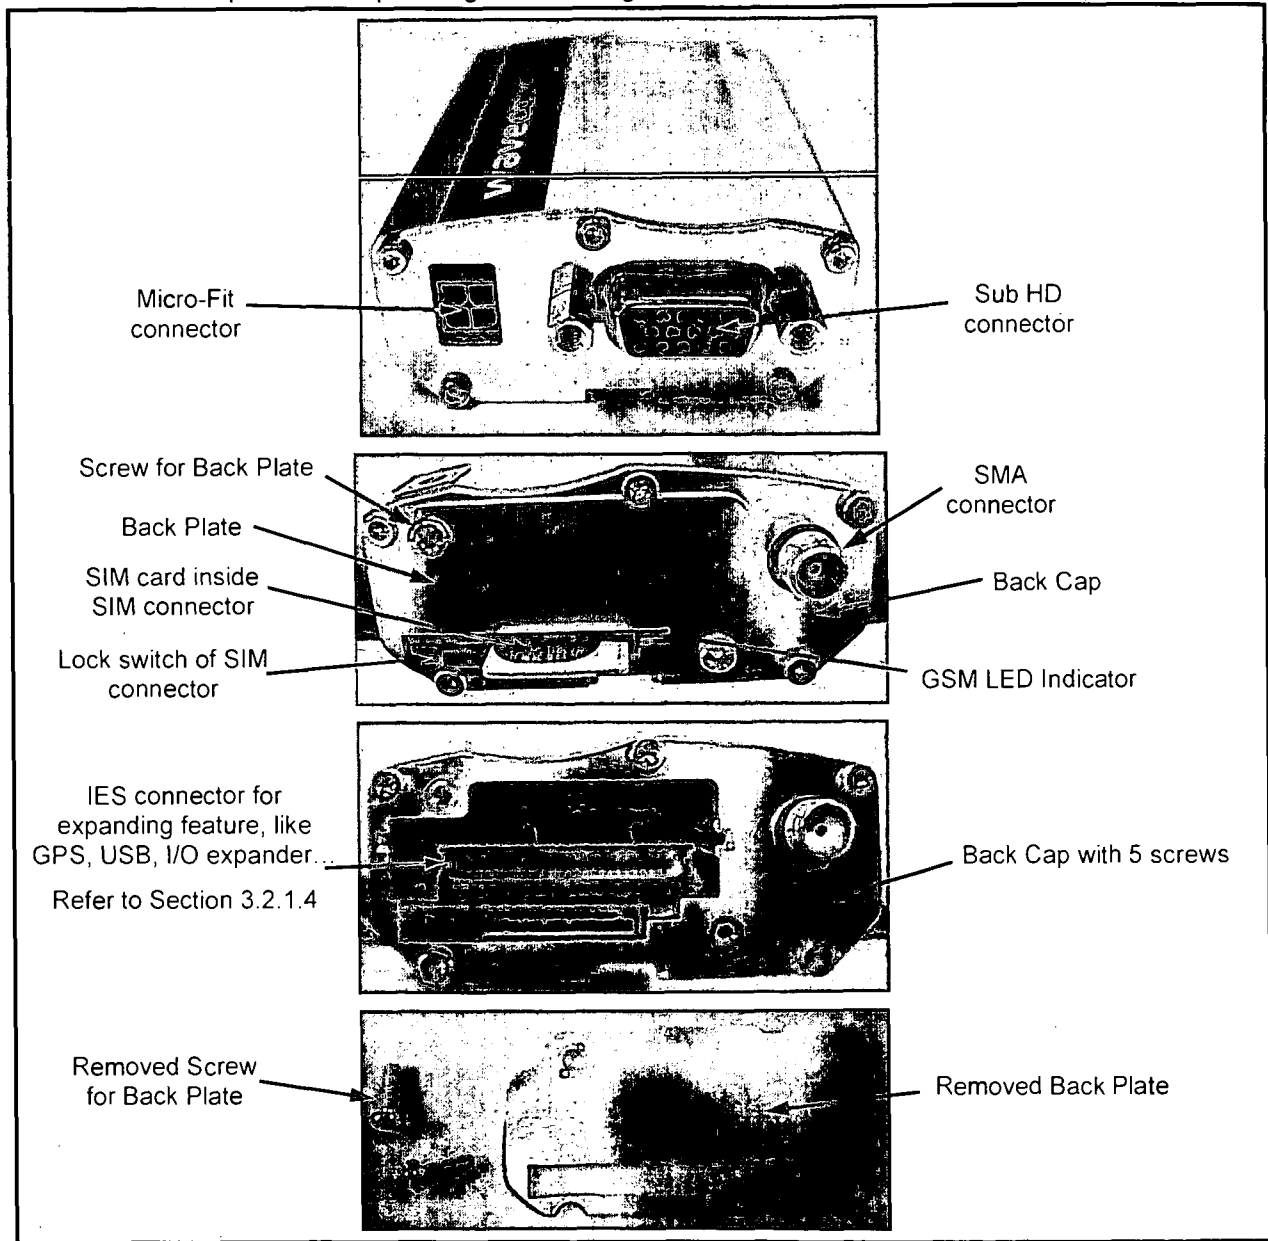 Micro-Fit
connector
Sub HD
connector
Screw for Back Plate
Back Plate
SIM card inside
SIM connector
Lock switch of SIM
connector
SMA
connector
Back Cap
GSM LED Indicator
IES connector for
expanding feature, like
GPS, USB, I/O expander...
Refer to Section 3.2.1.4
Back Cap with 5 screws
Removed Screw
for Back Plate
Removed Back Plate